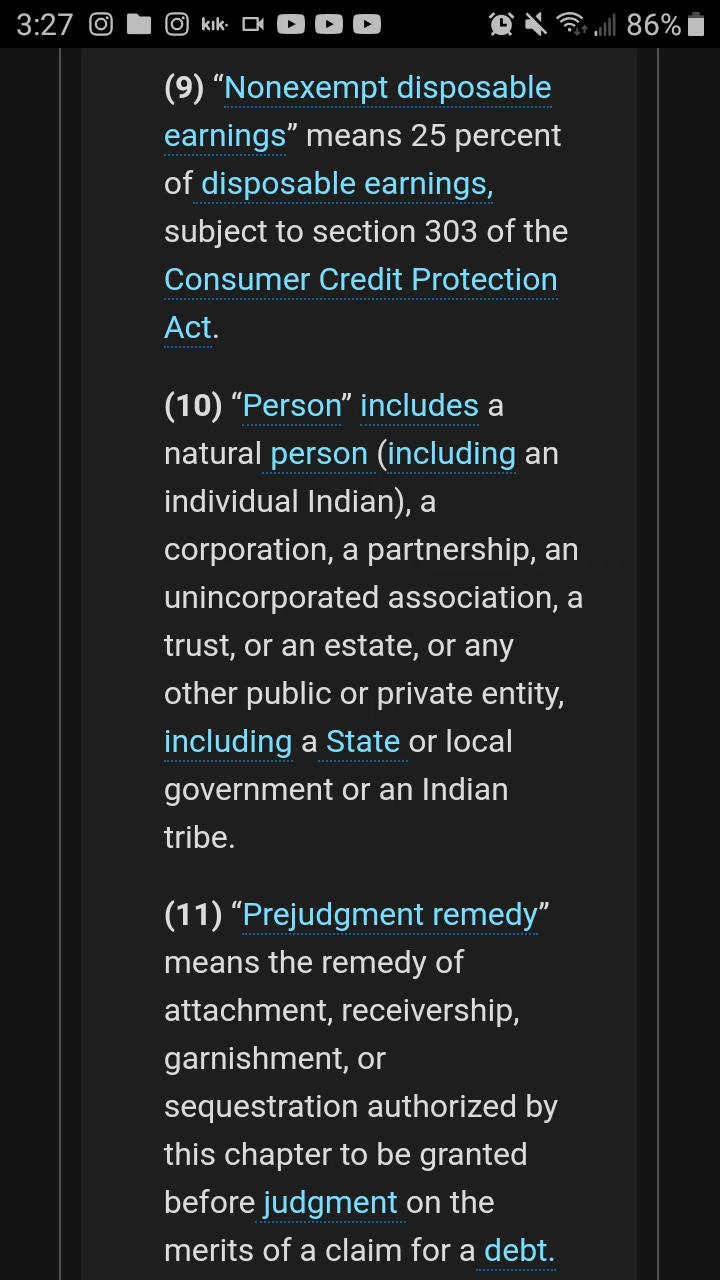 3:27 kik. 86%
(9) “Nonexempt disposable
earnings” means 25 percent
of disposable earnings,
subject to section 303 of the
Consumer Credit Protection
Act.
(10) “Person” includes a
natural person (including an
individual Indian), a
corporation, a partnership, an
unincorporated association, a
trust, or an estate, or any
other public or private entity,
including a State or local
government or an Indian
tribe.
(11) “Prejudgment remedy”
means the remedy of
attachment, receivership,
garnishment, or
sequestration authorized by
this chapter to be granted
before judgment on the
merits of a claim for a debt.